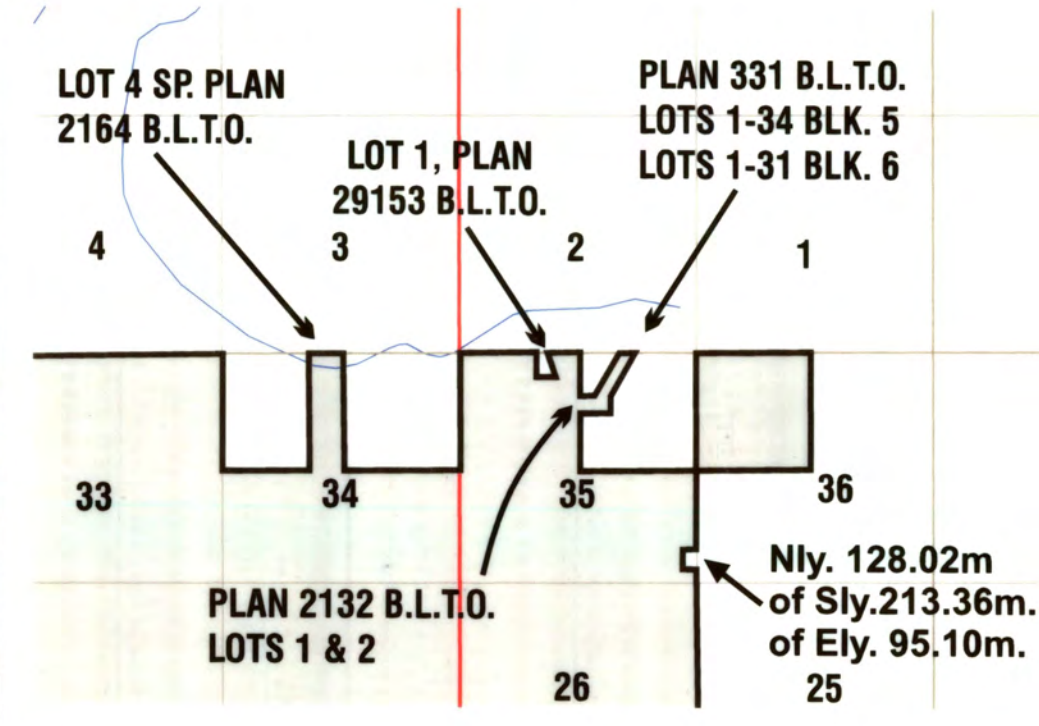 PLAN 331 B.L.T.O.
LOTS 1-34 BLK. 5
LOTS 1-31 BLK. 6
LOT 4 SP. PLAN
2164 B.L.T.O.
LOT 1, PLAN
29153 B.L.T.O.
4
3
2
1
33
34
35
36
Nly. 128.02m
of Sly.213.36m.
of Ely. 95.10m.
PLAN 2132 B.L.T.O.
LOTS 1 & 2
26
25